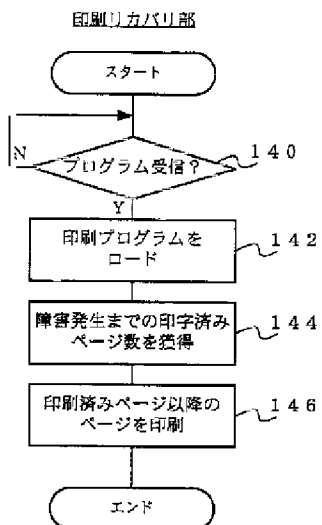 印刷リカバリ部
スタート
プログラム受信？
140
N
Y
印刷プログラムを
ロード
142
障害発生までの印字済み
ページ数を獲得
144
印刷済みページ以降の
ページを印刷
146
エンド